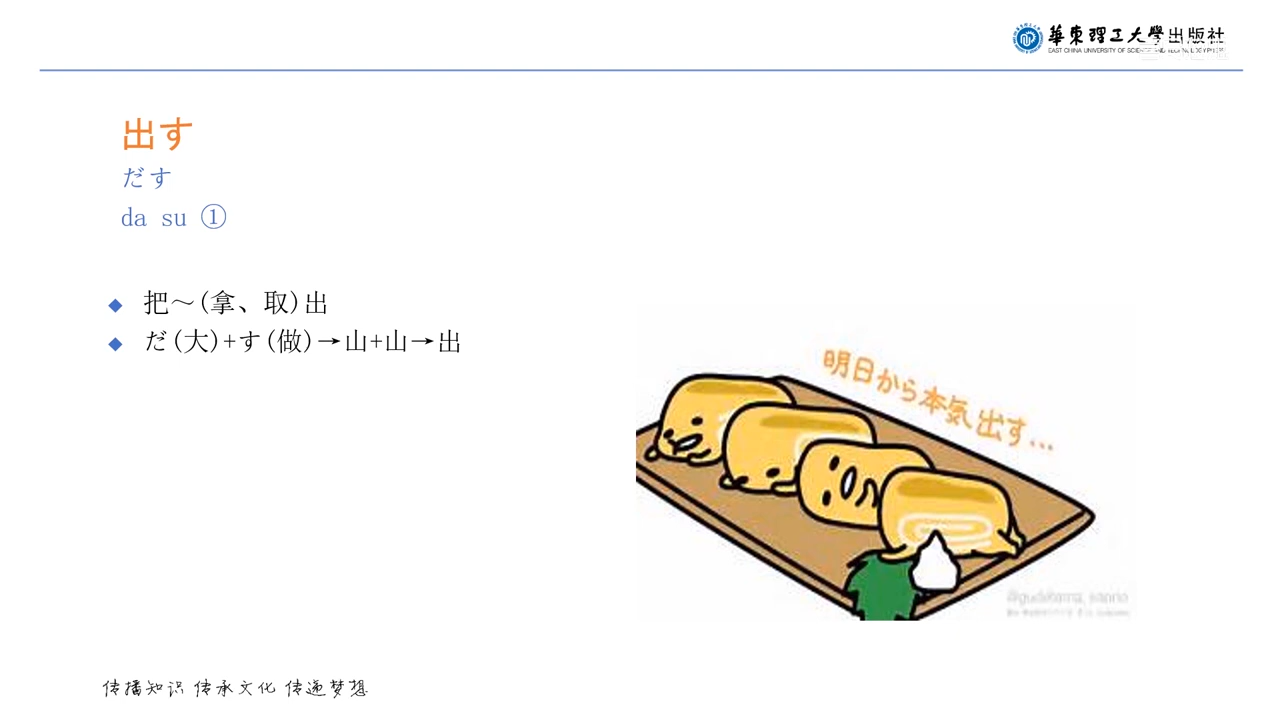 華東理工大學出版社
出す
だす
da su ①
◆ 把～(拿、取)出
◆ だ(大)+す(做)→山+山→出
明日から本気出す...
@gudetama_sanrio
传播知识 传承文化 传递梦想